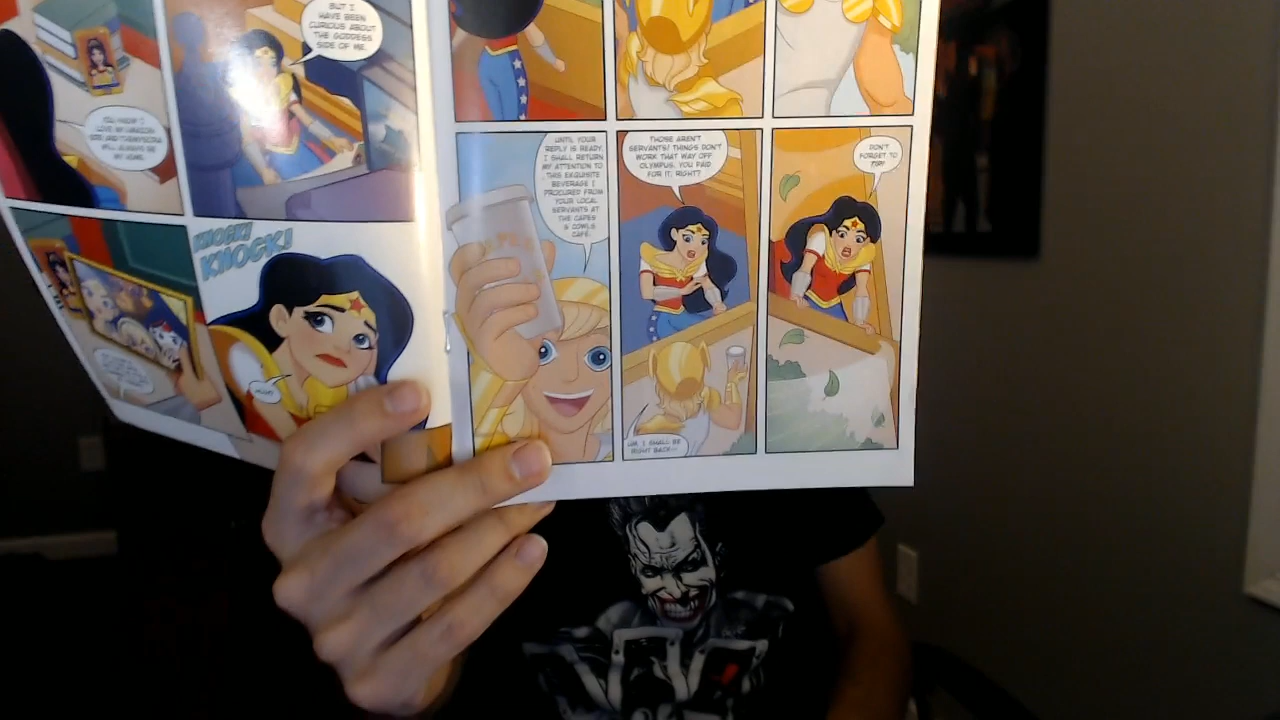 BUT I
HAVE BEEN
CURIOUS ABOUT
THE GODDESS
SIDE OF ME.
YOU KNOW I
LOVE MY AMAZON
SIDE AND THEMYSCIRA
WILL ALWAYS BE
MY HOME.
KNOCK!
KNOCK!
UNTIL YOUR
REPLY IS READY,
I SHALL RETURN
MY ATTENTION TO
THIS EXQUISITE
BEVERAGE I
PROCURED FROM
YOUR LOCAL
SERVANTS AT
THE CAPES
& COWLS
CAFÉ.
THOSE AREN'T
SERVANTS! THINGS DON'T
WORK THAT WAY OFF
OLYMPUS. YOU PAID
FOR IT, RIGHT?
UM, I SHALL BE
RIGHT BACK--
DON'T
FORGET TO
TIP!